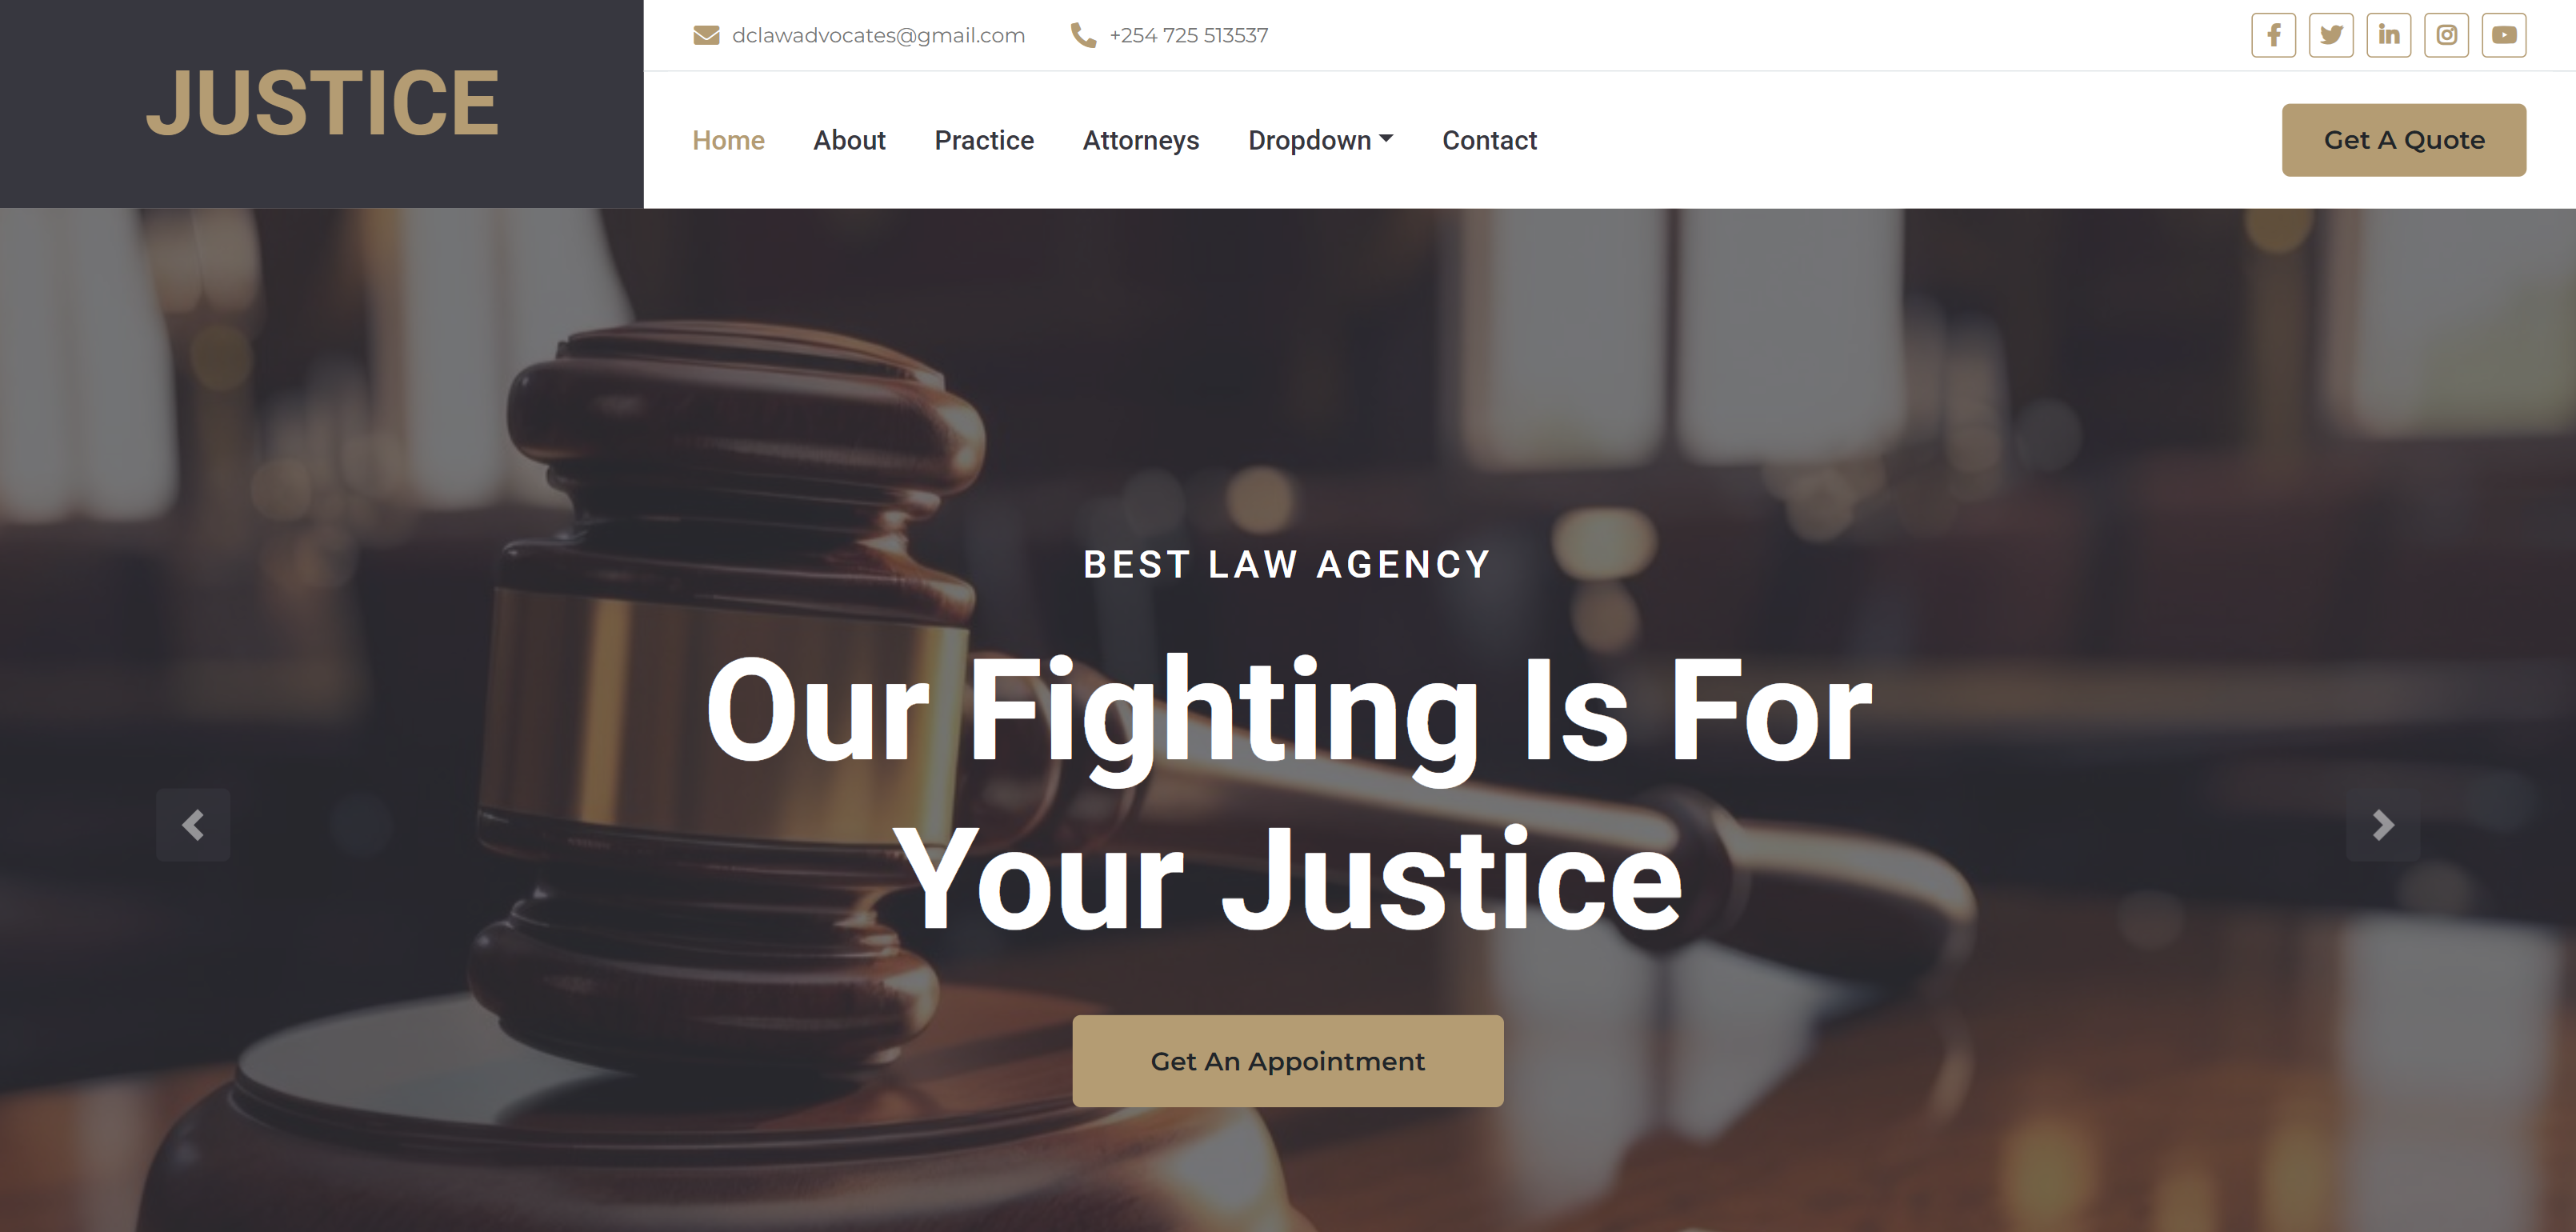 JUSTICE
dclawadvocates@gmail.com
+254 725 513537
Home About Practice Attorneys Dropdown Contact
Get A Quote
BEST LAW AGENCY
Our Fighting Is For
Your Justice
Get An Appointment